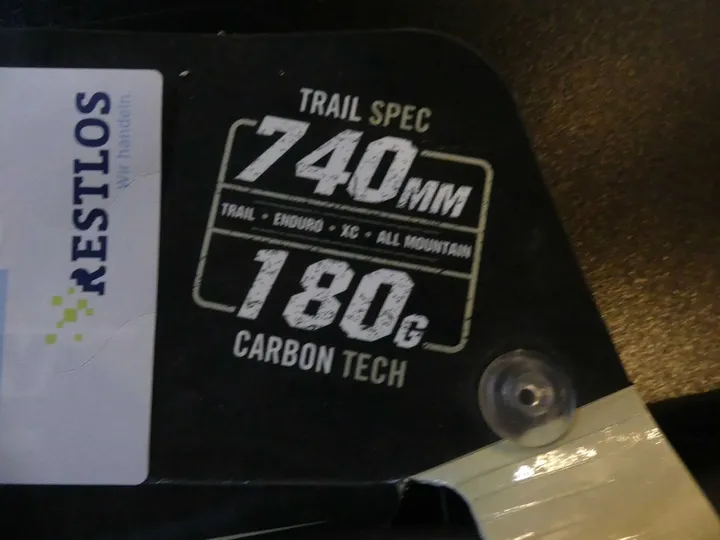 TRAIL SPEC
740MM
TRAIL • ENDURO • XC • ALL MOUNTAIN
180G
CARBON TECH
RESTLOS
Wir handeln